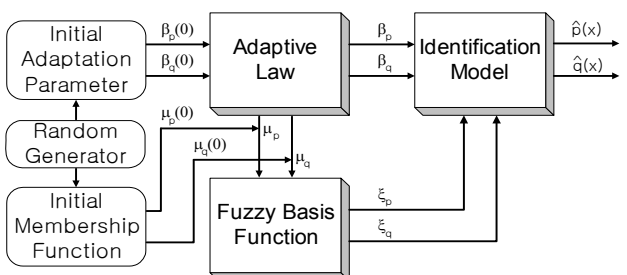 Initial
Adaptation
Parameter
βp(0)
βq(0)
Adaptive
Law
βp
βq
Identification
Model
p̂(x)
q̂(x)
Random
Generator
μp(0)
μp
μq(0)
μq
Initial
Membership
Function
Fuzzy Basis
Function
ξp
ξq